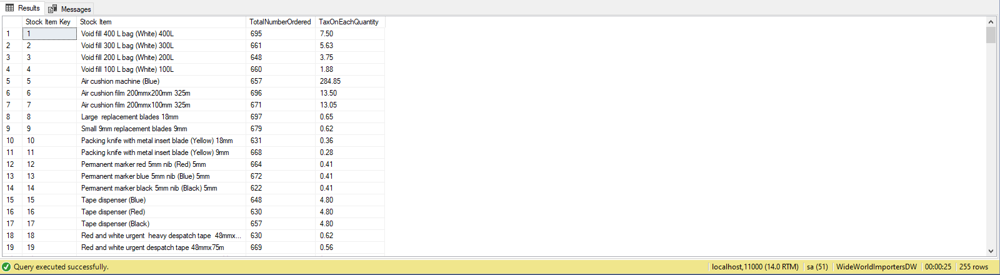 Results Messages
Stock Item Key Stock Item TotalNumberOrdered TaxOnEachQuantity
1 1 Void fill 400 L bag (White) 400L 695 7.50
2 2 Void fill 300 L bag (White) 300L 661 5.63
3 3 Void fill 200 L bag (White) 200L 648 3.75
4 4 Void fill 100 L bag (White) 100L 660 1.88
5 5 Air cushion machine (Blue) 657 284.85
6 6 Air cushion film 200mmx200mm 325m 696 13.50
7 7 Air cushion film 200mmx100mm 325m 671 13.05
8 8 Large  replacement blades 18mm 697 0.65
9 9 Small 9mm replacement blades 9mm 679 0.62
10 10 Packing knife with metal insert blade (Yellow) 18mm 631 0.36
11 11 Packing knife with metal insert blade (Yellow) 9mm 668 0.28
12 12 Permanent marker red 5mm nib (Red) 5mm 664 0.41
13 13 Permanent marker blue 5mm nib (Blue) 5mm 672 0.41
14 14 Permanent marker black 5mm nib (Black) 5mm 622 0.41
15 15 Tape dispenser (Blue) 648 4.80
16 16 Tape dispenser (Red) 630 4.80
17 17 Tape dispenser (Black) 657 4.80
18 18 Red and white urgent  heavy despatch tape  48mmx... 630 0.62
19 19 Red and white urgent despatch tape 48mmx75m 669 0.56
Query executed successfully. localhost,11000 (14.0 RTM) sa (51) WideWorldImportersDW 00:00:25 255 rows